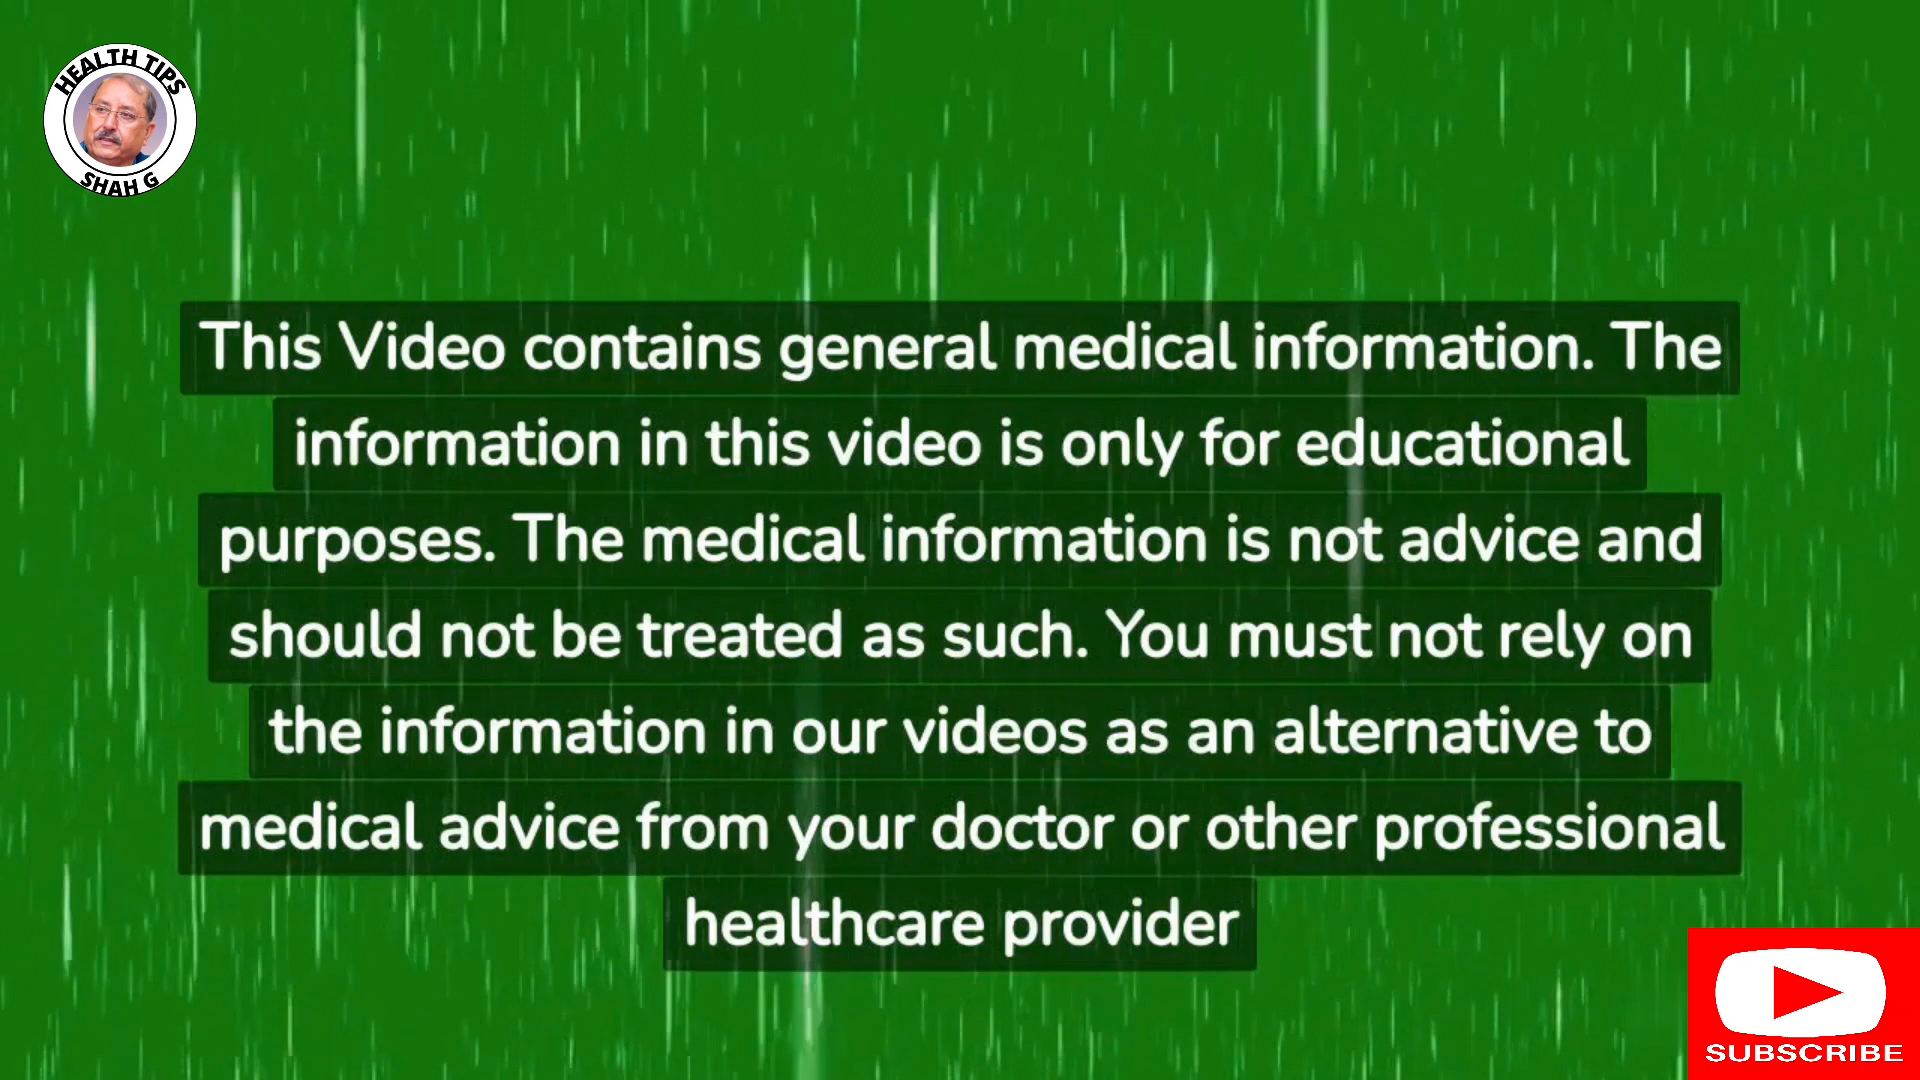 HEALTH TIPS
SHAH G
This Video contains general medical information. The
information in this video is only for educational
purposes. The medical information is not advice and
should not be treated as such. You must not rely on
the information in our videos as an alternative to
medical advice from your doctor or other professional
healthcare provider
SUBSCRIBE